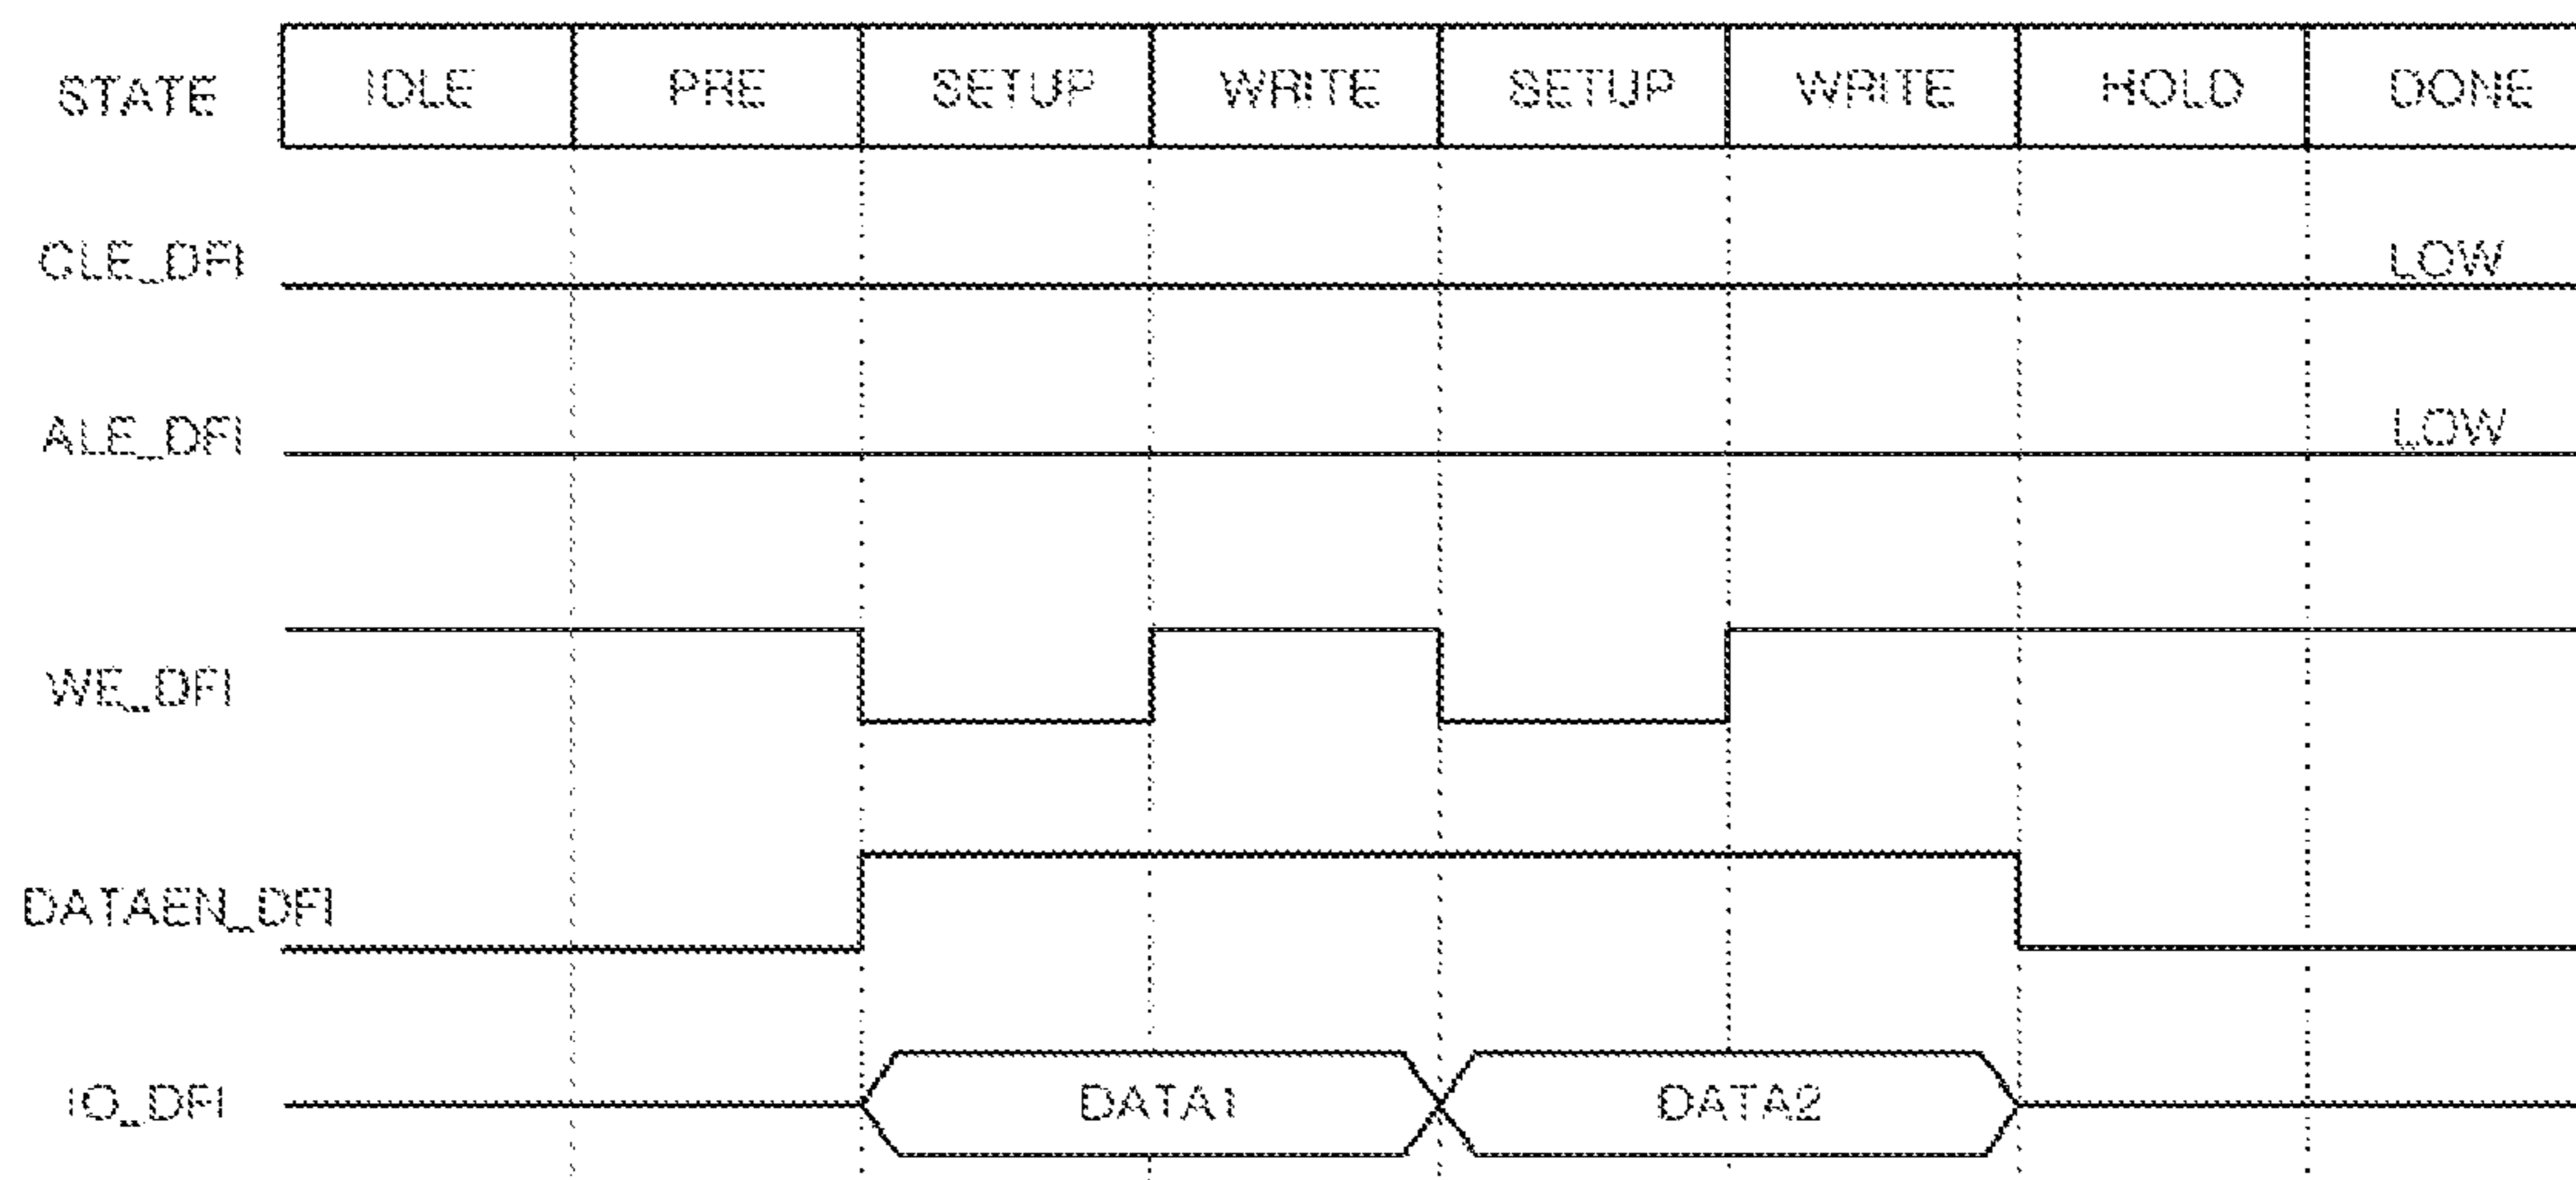 STATE IDLE PRE SETUP WRITE SETUP WRITE HOLD DONE
CLE_DFI LOW
ALE_DFI LOW
WE_DFI
DATAEN_DFI
IO_DFI DATA1 DATA2